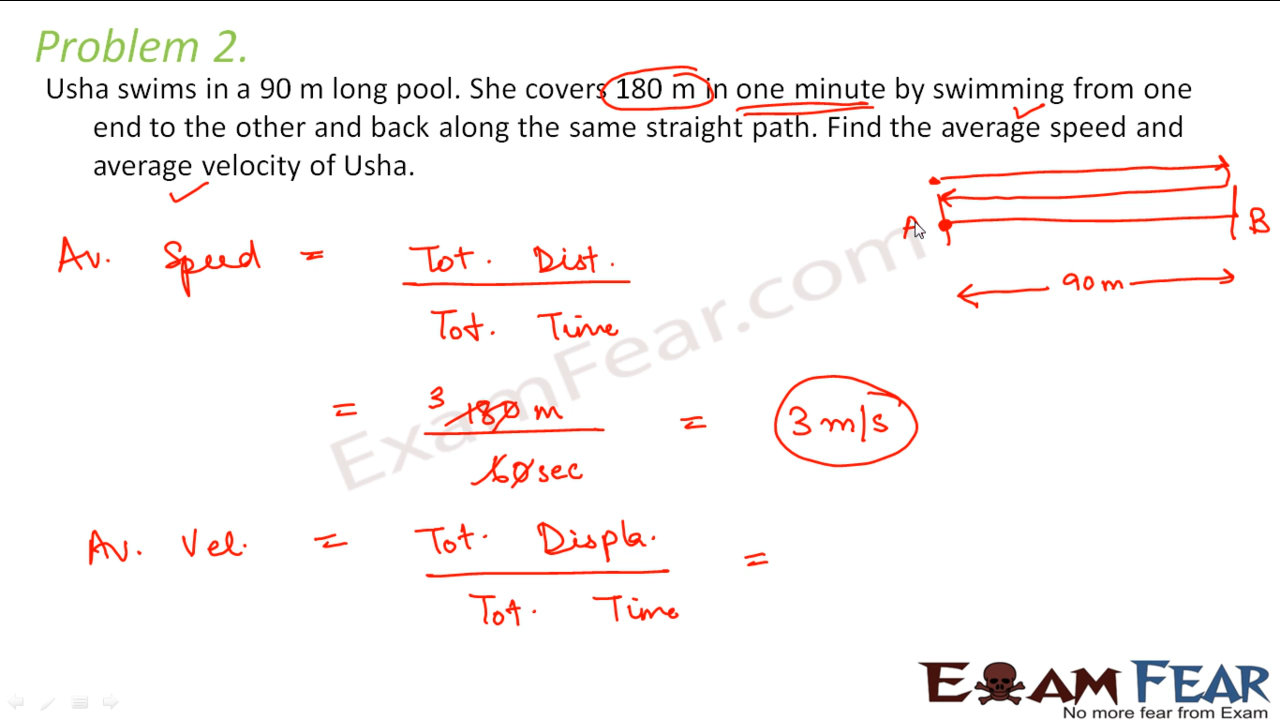 Problem 2.
Usha swims in a 90 m long pool. She covers 180 m in one minute by swimming from one
end to the other and back along the same straight path. Find the average speed and
average velocity of Usha.
A
B
90m
Av. Speed = Tot. Dist.
Tot. Time
= 3 180 m = 3 m/s
60 sec
Av. Vel. = Tot. Displa. =
Tot. Time
ExamFear.com
EXAM FEAR
No more fear from Exam